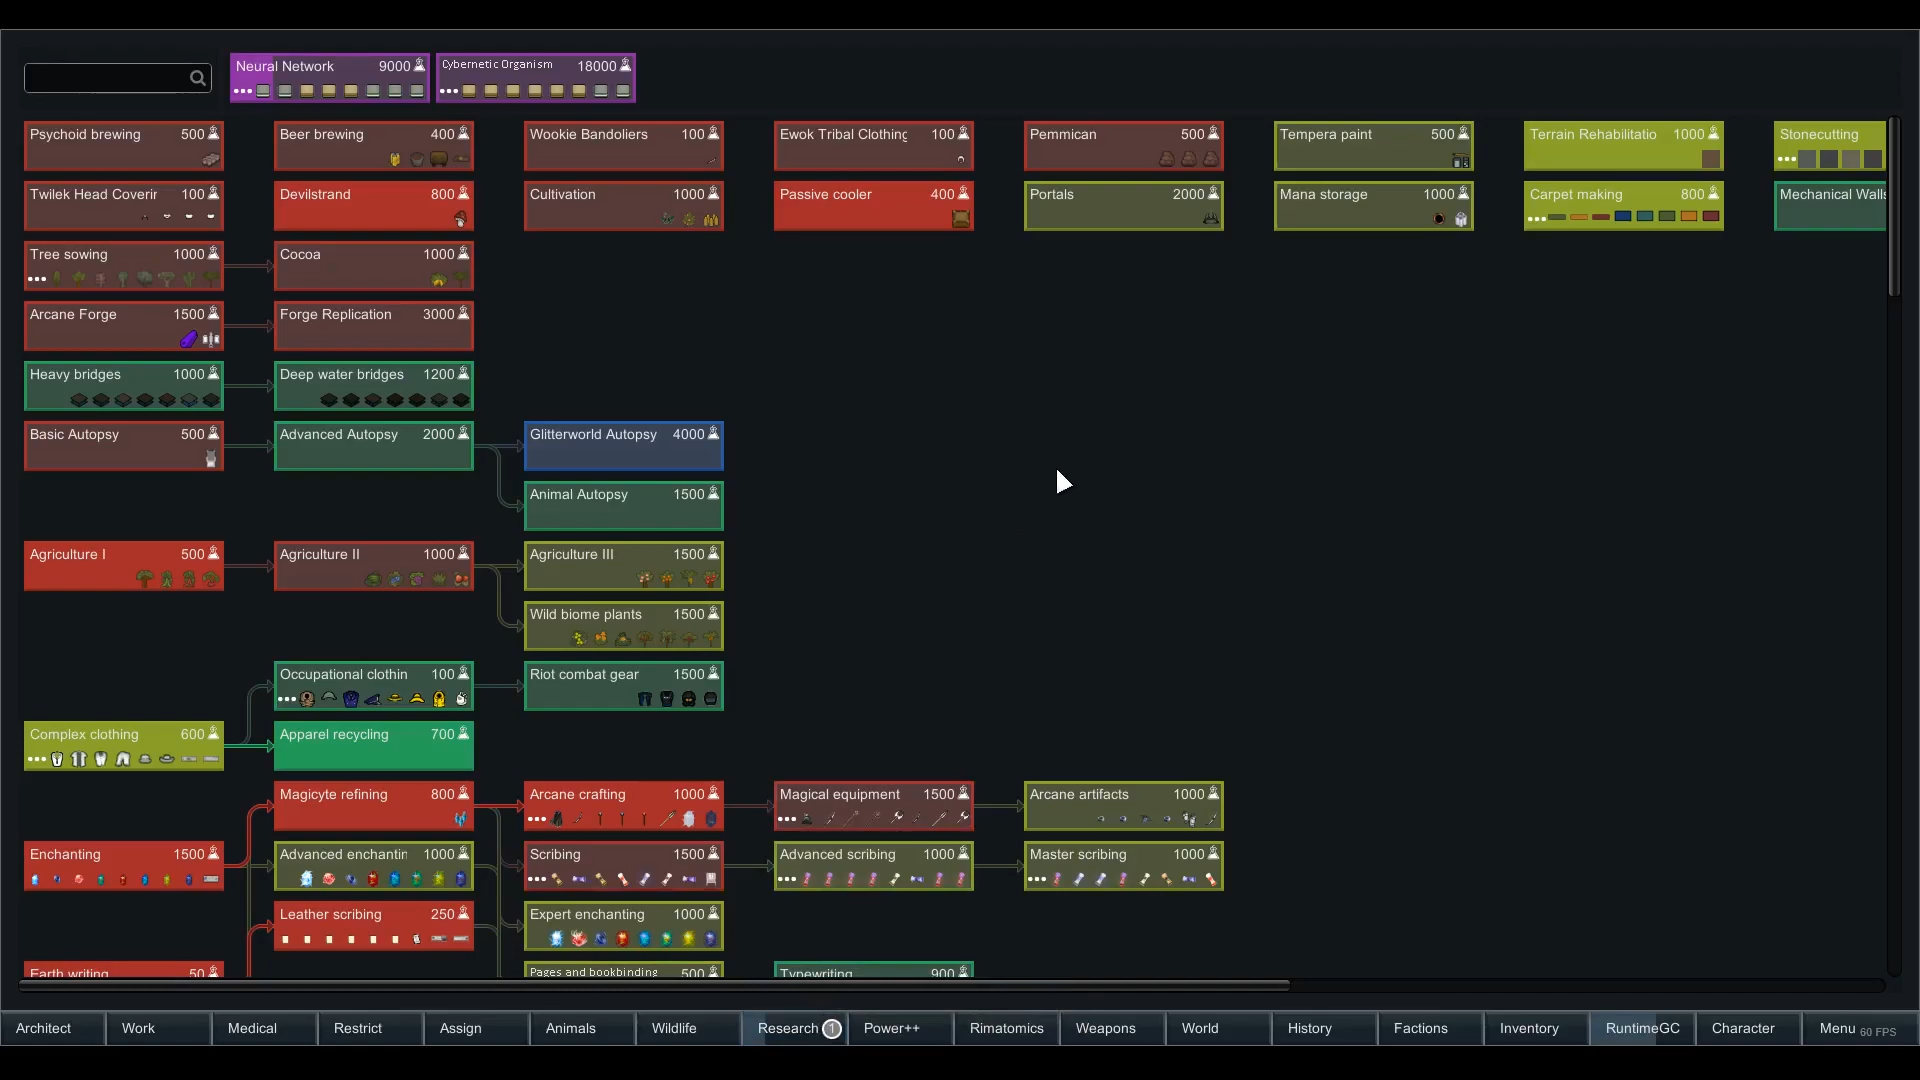 Neural Network 9000 Cybernetic Organism 18000
Psychoid brewing 500 Beer brewing 400 Wookie Bandoliers 100 Ewok Tribal Clothing 100 Pemmican 500 Tempera paint 500 Terrain Rehabilitatio 1000 Stonecutting
Twilek Head Coverir 100 Devilstrand 800 Cultivation 1000 Passive cooler 400 Portals 2000 Mana storage 1000 Carpet making 800 Mechanical Walls
Tree sowing 1000 Cocoa 1000
Arcane Forge 1500 Forge Replication 3000
Heavy bridges 1000 Deep water bridges 1200
Basic Autopsy 500 Advanced Autopsy 2000 Glitterworld Autopsy 4000
Animal Autopsy 1500
Agriculture I 500 Agriculture II 1000 Agriculture III 1500
Wild biome plants 1500
Occupational clothin 100 Riot combat gear 1500
Complex clothing 600 Apparel recycling 700
Magicyte refining 800 Arcane crafting 1000 Magical equipment 1500 Arcane artifacts 1000
Enchanting 1500 Advanced enchantin 1000 Scribing 1500 Advanced scribing 1000 Master scribing 1000
Leather scribing 250 Expert enchanting 1000
Earth writing 50 Pages and bookbinding 500 Typewriting 900
Architect Work Medical Restrict Assign Animals Wildlife Research 1 Power++ Rimatomics Weapons World History Factions Inventory RuntimeGC Character Menu 60 FPS